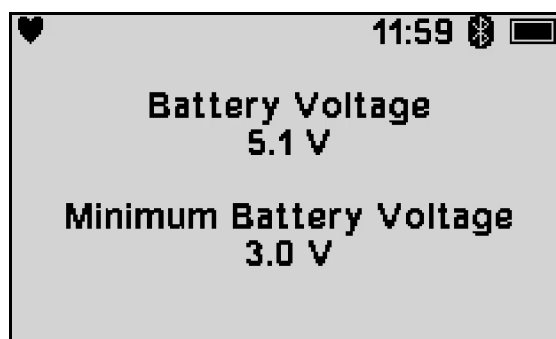 11:59
Battery Voltage
5.1 V
Minimum Battery Voltage
3.0 V